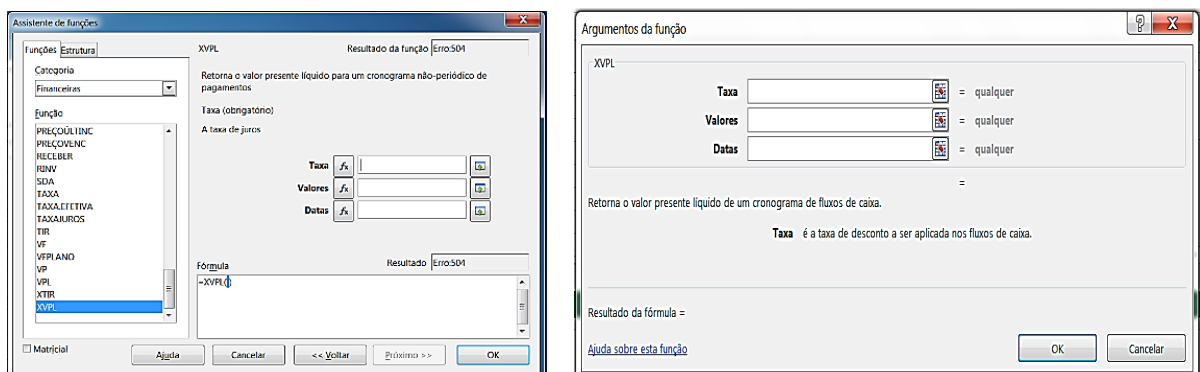 Assistente de funções
Funções Estrutura
Categoria
Financeiras
Função
PREÇOÚLTINC
PREÇOVENC
RECEBER
RINV
SDA
TAXA
TAXA.EFETIVA
TAXAJUROS
TIR
VF
VFPLANO
VP
VPL
XTIR
XVPL
Matricial
XVPL
Resultado da função Erro:504
Retorna o valor presente líquido para um cronograma não-periódico de
pagamentos
Taxa (obrigatório)
A taxa de juros
Taxa fx
Valores fx
Datas fx
Fórmula
Resultado Erro:504
=XVPL()
Ajuda
Cancelar
<< Voltar
Próximo >>
OK
Argumentos da função
XVPL
Taxa = qualquer
Valores = qualquer
Datas = qualquer
=
Retorna o valor presente líquido de um cronograma de fluxos de caixa.
Taxa é a taxa de desconto a ser aplicada nos fluxos de caixa.
Resultado da fórmula =
Ajuda sobre esta função
OK
Cancelar